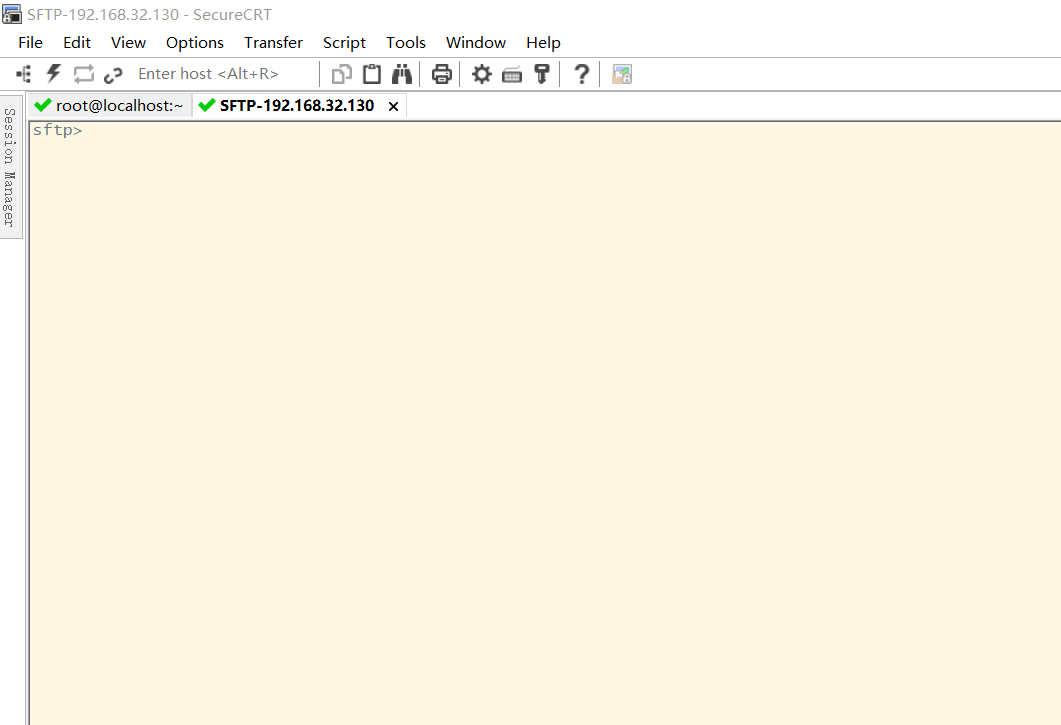 SFTP-192.168.32.130 - SecureCRT
File Edit View Options Transfer Script Tools Window Help
Enter host <Alt+R>
root@localhost:~ SFTP-192.168.32.130
Session Manager
sftp>